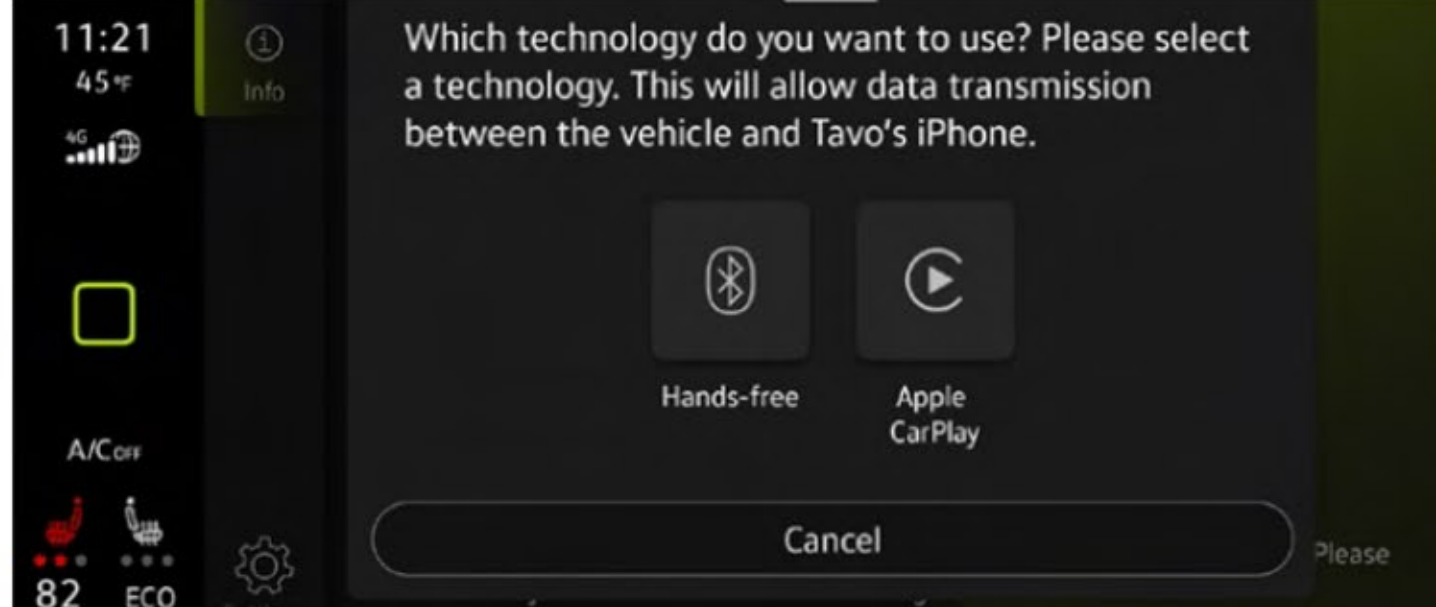 11:21
45°F
4G
Info
Which technology do you want to use? Please select
a technology. This will allow data transmission
between the vehicle and Tavo's iPhone.
Hands-free
Apple
CarPlay
A/C OFF
Cancel
Please
82
ECO